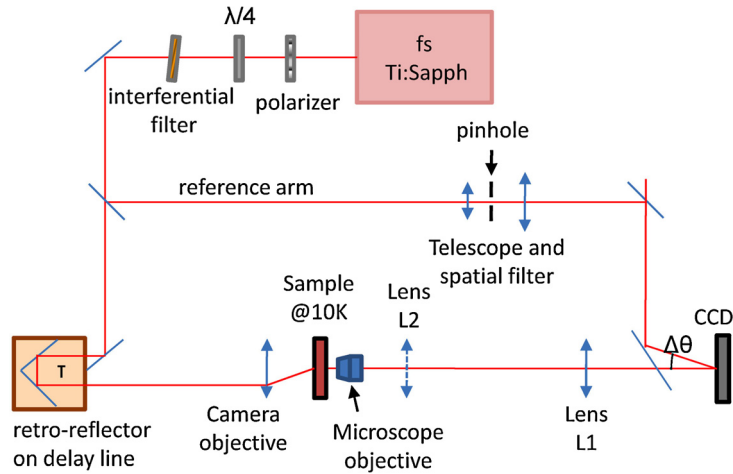 λ/4
fs
Ti:Sapph
interferential
filter
polarizer
pinhole
reference arm
Telescope and
spatial filter
Sample
@10K
Lens
L2
CCD
Δθ
T
Camera
objective
Microscope
objective
Lens
L1
retro-reflector
on delay line